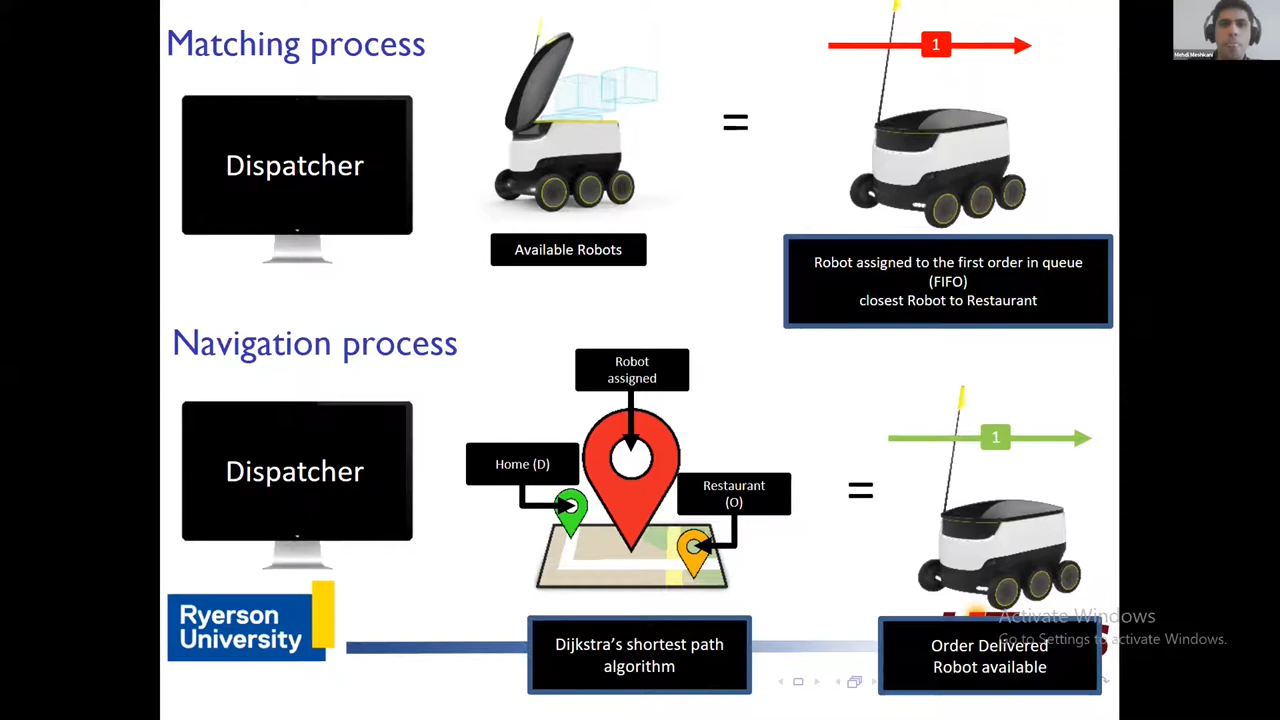 Matching process
Mehdi Meshkani
1
Dispatcher
=
Available Robots
Robot assigned to the first order in queue
(FIFO)
closest Robot to Restaurant
Navigation process
Robot
assigned
1
Dispatcher
Home (D)
Restaurant
(O)
=
Ryerson
University
Dijkstra's shortest path
algorithm
Activate Windows
Go to Settings to activate Windows.
Order Delivered
Robot available